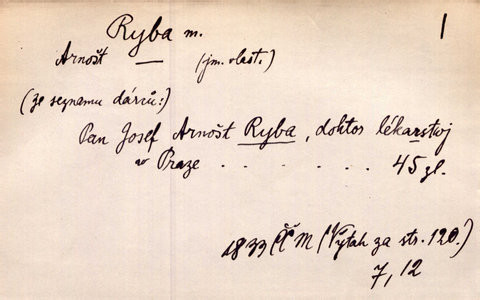 Ryba m. 1
Arnošt — (jm. vlast.)
(ze seznamu dárců:)
Pan Josef Arnošt Ryba, doktor lékarstwj
w Praze . . . . . . . 45 zl.
1833 ČM (Výtah za str. 120.)
7, 12